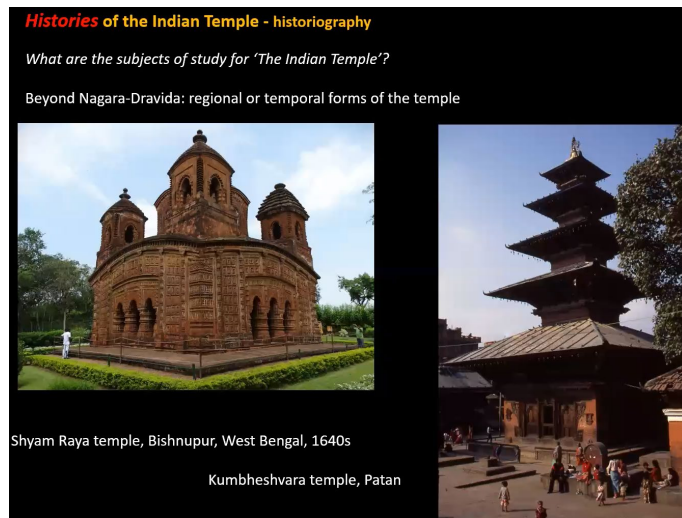 Histories of the Indian Temple - historiography
What are the subjects of study for ‘The Indian Temple’?
Beyond Nagara-Dravida: regional or temporal forms of the temple
Shyam Raya temple, Bishnupur, West Bengal, 1640s
Kumbheshvara temple, Patan